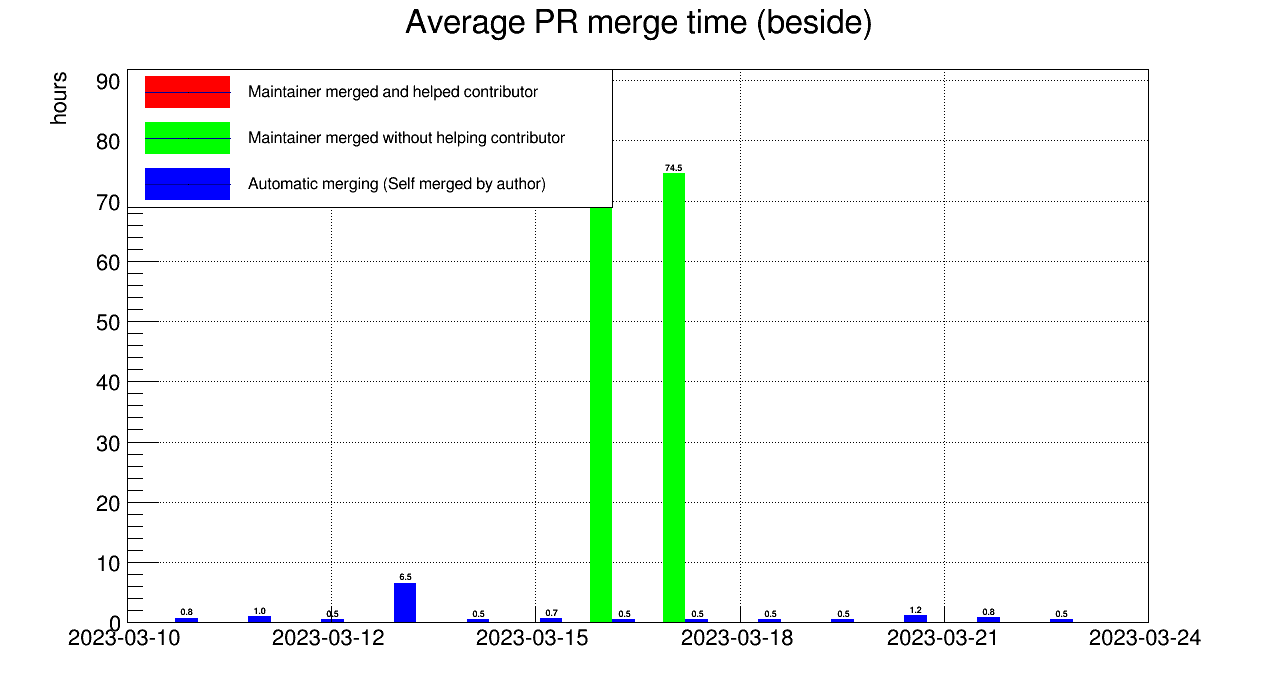 Average PR merge time (beside)
hours
90
80
70
60
50
40
30
20
10
0
Maintainer merged and helped contributor
Maintainer merged without helping contributor
Automatic merging (Self merged by author)
74.5
0.8 1.0 0.5 6.5 0.5 0.7 0.5 0.5 0.5 0.5 1.2 0.8 0.5
2023-03-10 2023-03-12 2023-03-15 2023-03-18 2023-03-21 2023-03-24